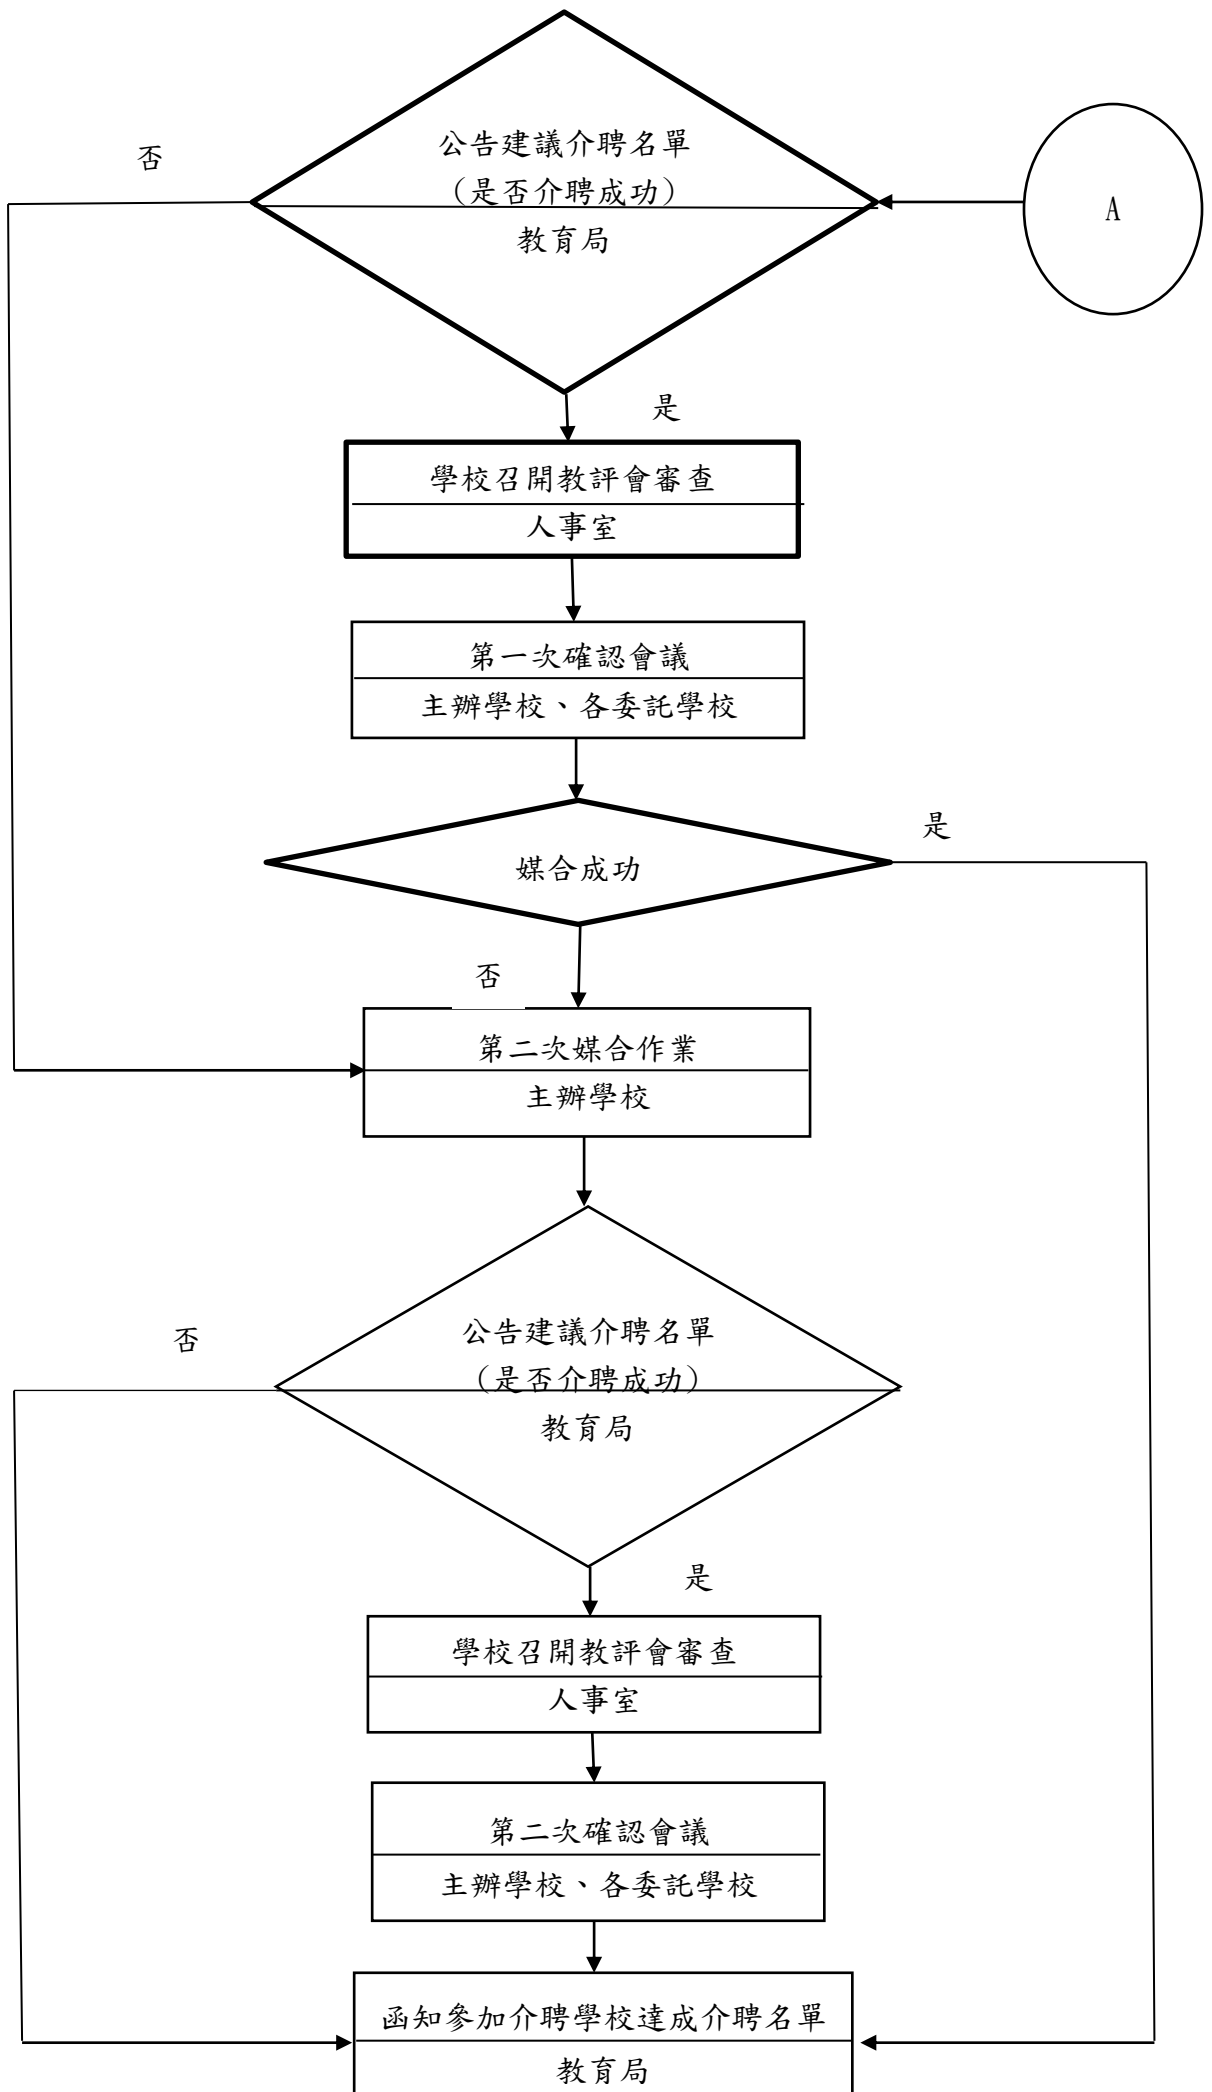 公告建議介聘名單
否
(是否介聘成功)
A
教育局
是
學校召開教評會審查
人事室
第一次確認會議
主辦學校、各委託學校
是
媒合成功
否
第二次媒合作業
主辦學校
公告建議介聘名單
否
(是否介聘成功)
教育局
是
學校召開教評會審查
人事室
第二次確認會議
主辦學校、各委託學校
函知參加介聘學校達成介聘名單
教育局